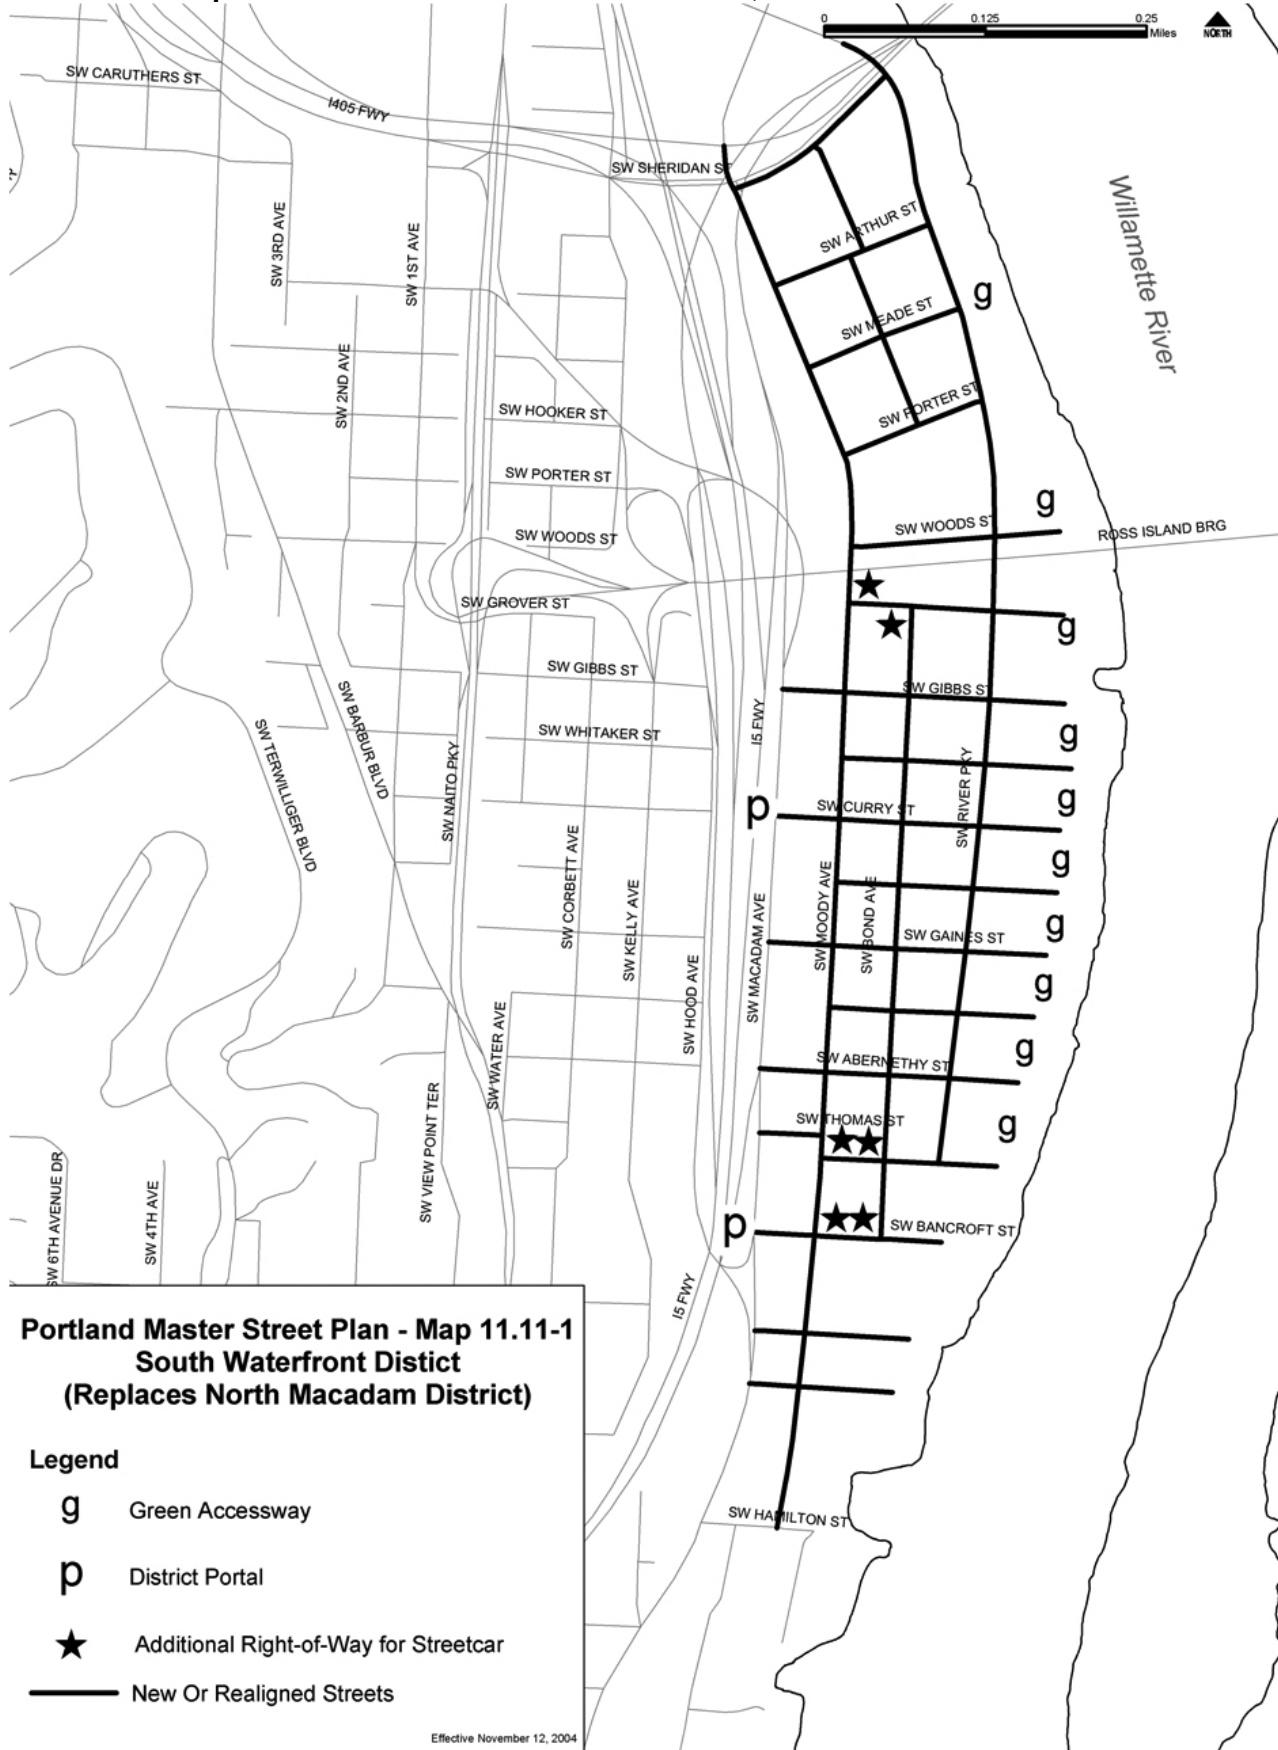 0 0.125 0.25
Miles
NORTH
SW CARUTHERS ST
I405 FWY
SW SHERIDAN ST
Willamette River
SW 3RD AVE
SW 1ST AVE
SW ARTHUR ST
g
SW MEADE ST
SW 2ND AVE
SW HOOKER ST
SW PORTER ST
SW PORTER ST
g
SW WOODS ST
SW WOODS ST
ROSS ISLAND BRG
SW GROVER ST
g
SW GIBBS ST
SW GIBBS ST
SW BARBUR BLVD
SW TERWILLIGER BLVD
SW NAITO PKY
SW WHITAKER ST
I5 FWY
g
SW RIVER PKY
p
SW CURRY ST
g
SW CORBETT AVE
SW KELLY AVE
SW MOODY AVE
SW BOND AVE
g
SW MACADAM AVE
SW GAINES ST
g
SW HOOD AVE
g
SW WATER AVE
SW ABERNETHY ST
g
SW VIEW POINT TER
SW THOMAS ST
g
SW 6TH AVENUE DR
SW 4TH AVE
p
SW BANCROFT ST
I5 FWY
SW HAMILTON ST
Portland Master Street Plan - Map 11.11-1
South Waterfront Distict
(Replaces North Macadam District)
Legend
g Green Accessway
p District Portal
Additional Right-of-Way for Streetcar
New Or Realigned Streets
Effective November 12, 2004